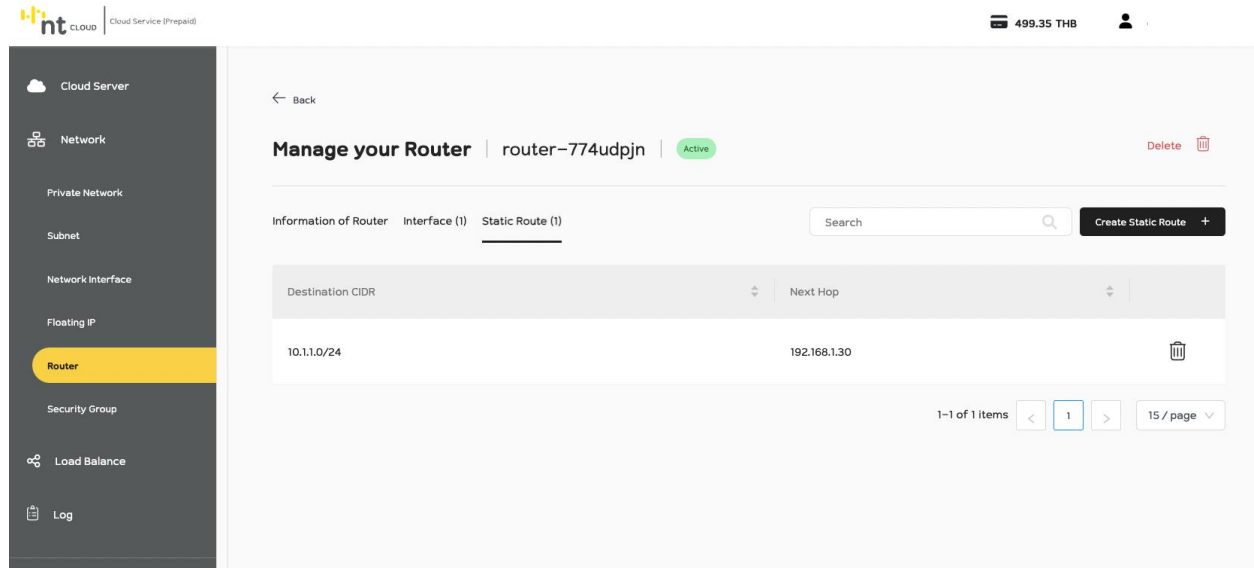 nt CLOUD Cloud Service (Prepaid)
499.35 THB
Cloud Server
Network
Private Network
Subnet
Network Interface
Floating IP
Router
Security Group
Load Balance
Log
← Back
Manage your Router | router-774udpjn | Active
Delete
Information of Router Interface (1) Static Route (1)
Search
Create Static Route +
Destination CIDR Next Hop
10.1.1.0/24 192.168.1.30
1-1 of 1 items < 1 > 15 / page